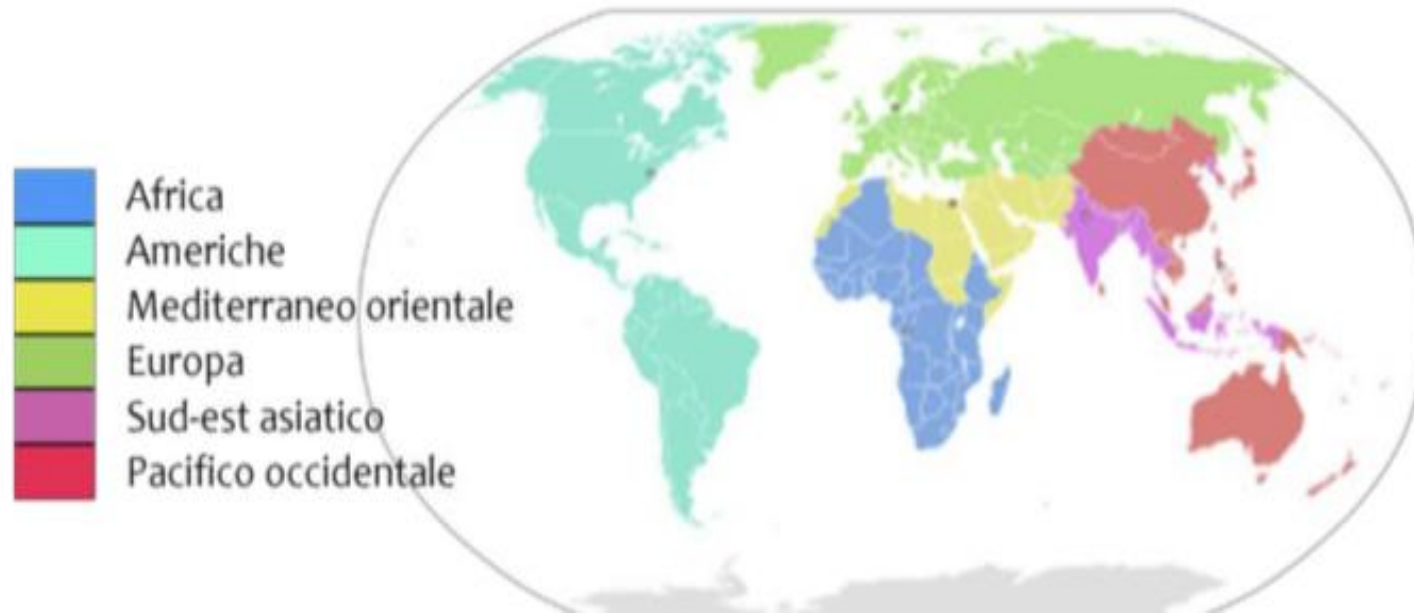 Africa
Americhe
Mediterraneo orientale
Europa
Sud-est asiatico
Pacifico occidentale